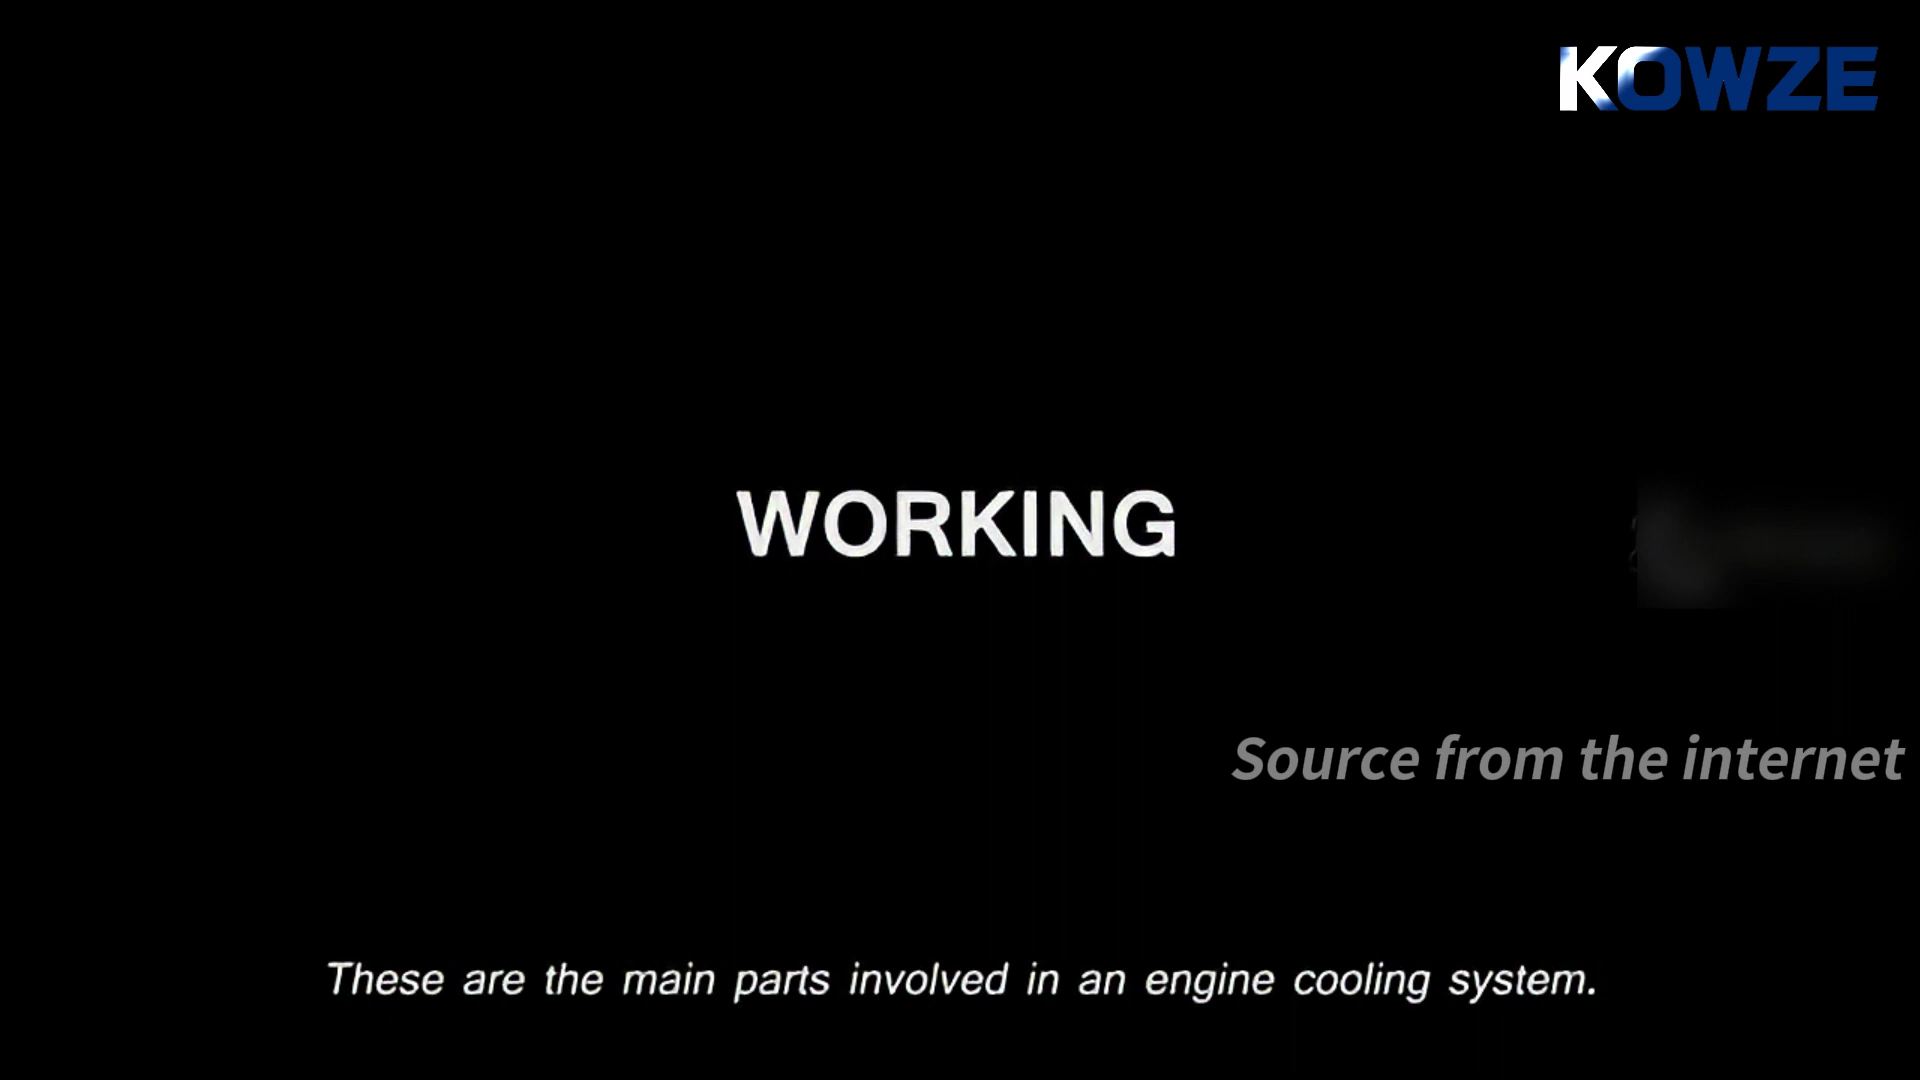 KOWZE
WORKING
Source from the internet
These are the main parts involved in an engine cooling system.